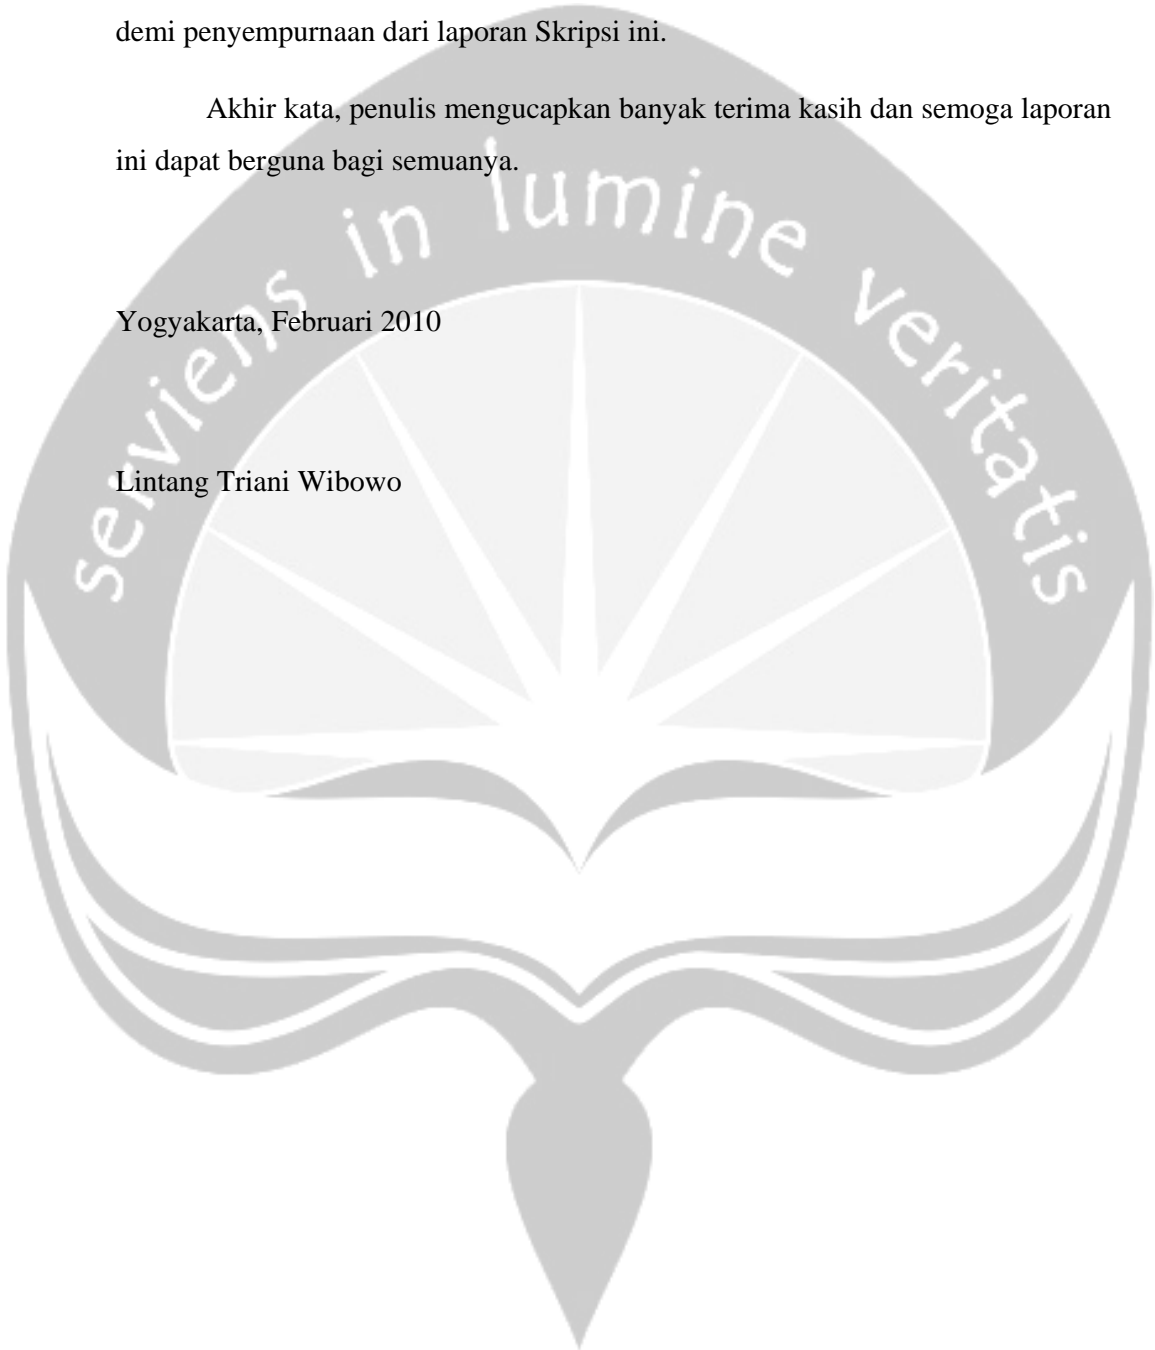 demi penyempurnaan dari laporan Skripsi ini.
Akhir kata, penulis mengucapkan banyak terima kasih dan semoga laporan
ini dapat berguna bagi semuanya.
Yogyakarta, Februari 2010
Lintang Triani Wibowo
serviens in lumine veritatis